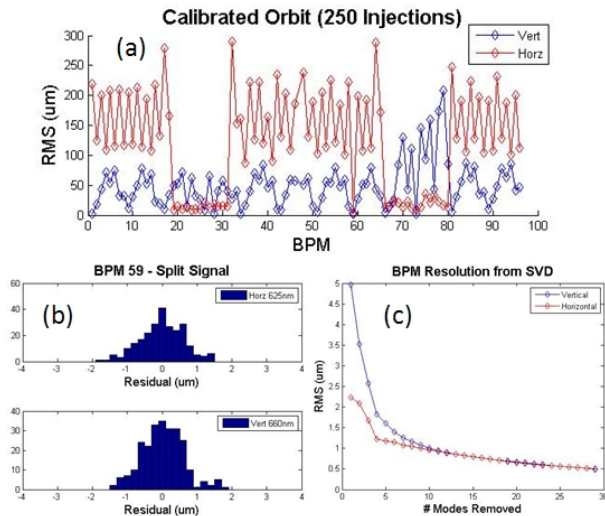 Calibrated Orbit (250 Injections)
(a)
Vert
Horz
RMS (um)
300
250
200
150
100
50
0
0 10 20 30 40 50 60 70 80 90 100
BPM
BPM 59 - Split Signal
(b)
Horz 625nm
60
40
20
0
-4 -3 -2 -1 0 1 2 3 4
Residual (um)
Vert 660nm
40
30
20
10
0
-4 -3 -2 -1 0 1 2 3 4
Residual (um)
BPM Resolution from SVD
(c)
Vertical
Horizontal
RMS (um)
5
4.5
4
3.5
3
2.5
2
1.5
1
0.5
0
0 5 10 15 20 25 30
# Modes Removed